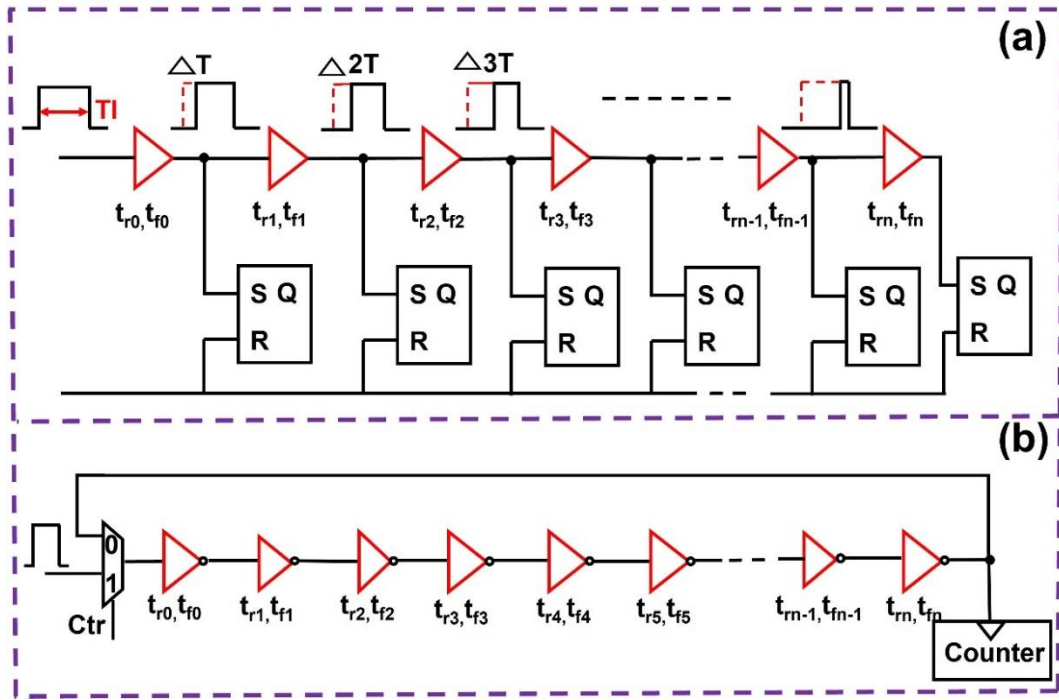 (a)
△T △2T △3T
TI
tr0,tf0 tr1,tf1 tr2,tf2 tr3,tf3 trn-1,tfn-1 trn,tfn
S Q S Q S Q S Q S Q S Q
R R R R R R
(b)
0
1
Ctr
tr0,tf0 tr1,tf1 tr2,tf2 tr3,tf3 tr4,tf4 tr5,tf5 trn-1,tfn-1 trn,tfn
Counter